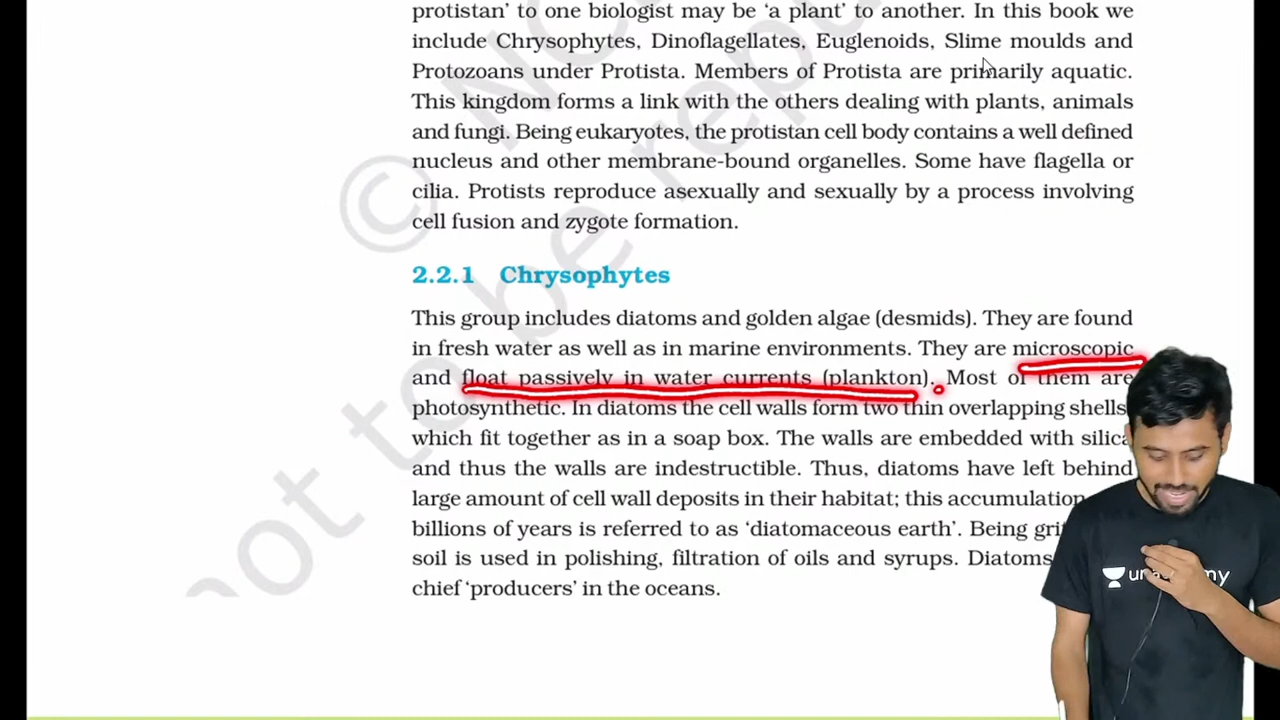 protistan' to one biologist may be 'a plant' to another. In this book we
include Chrysophytes, Dinoflagellates, Euglenoids, Slime moulds and
Protozoans under Protista. Members of Protista are primarily aquatic.
This kingdom forms a link with the others dealing with plants, animals
and fungi. Being eukaryotes, the protistan cell body contains a well defined
nucleus and other membrane-bound organelles. Some have flagella or
cilia. Protists reproduce asexually and sexually by a process involving
cell fusion and zygote formation.
2.2.1 Chrysophytes
This group includes diatoms and golden algae (desmids). They are found
in fresh water as well as in marine environments. They are microscopic
and float passively in water currents (plankton). Most of them are
photosynthetic. In diatoms the cell walls form two thin overlapping shells,
which fit together as in a soap box. The walls are embedded with silica
and thus the walls are indestructible. Thus, diatoms have left behind
large amount of cell wall deposits in their habitat; this accumulation
billions of years is referred to as 'diatomaceous earth'. Being
soil is used in polishing, filtration of oils and syrups. Diatoms
chief 'producers' in the oceans.
not to be
©